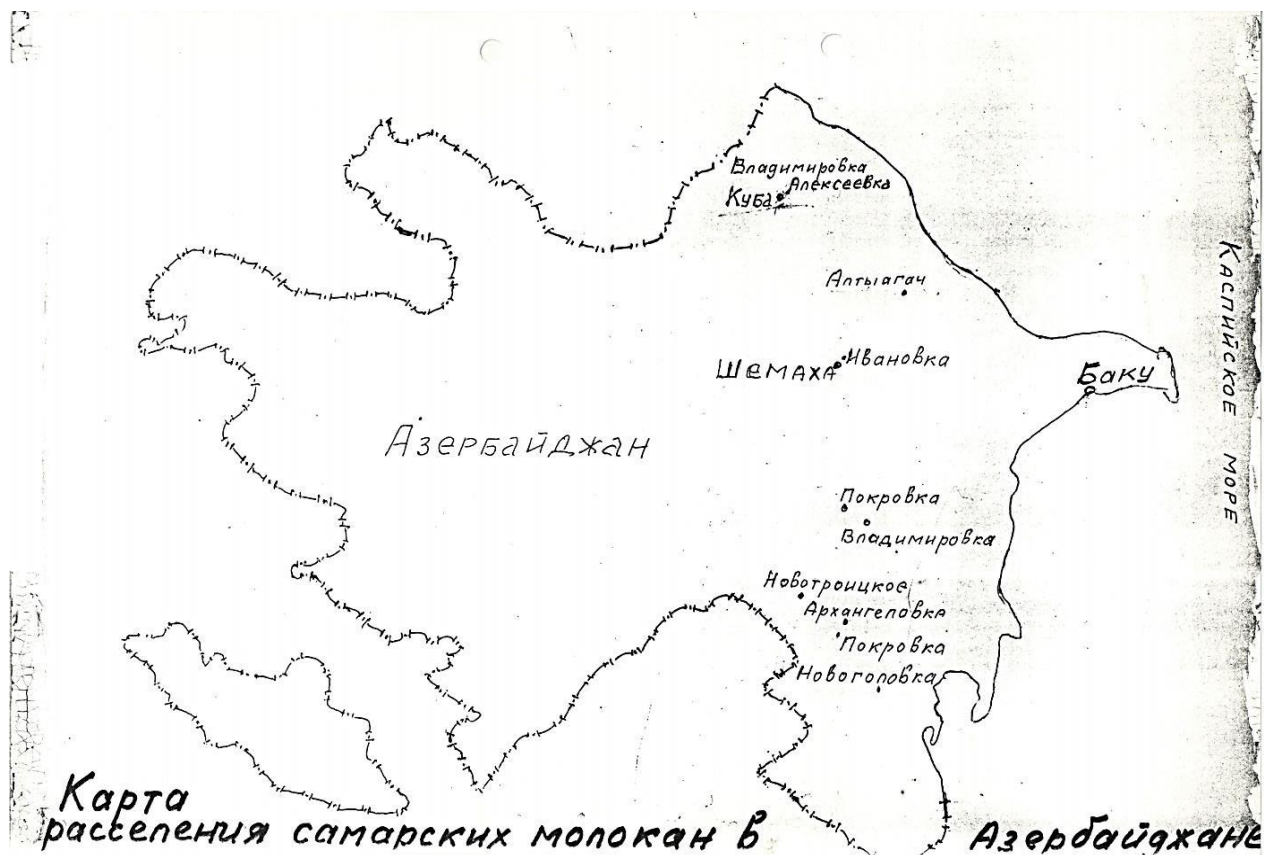 Владимировка
Алексеевка
Куба
Алтыагач
Ивановка
Шемаха
Баку
Каспийское море
Азербайджан
Покровка
Владимировка
Новотроицкое
Архангеловка
Покровка
Новоголовка
Карта
расселения самарских молокан в Азербайджане